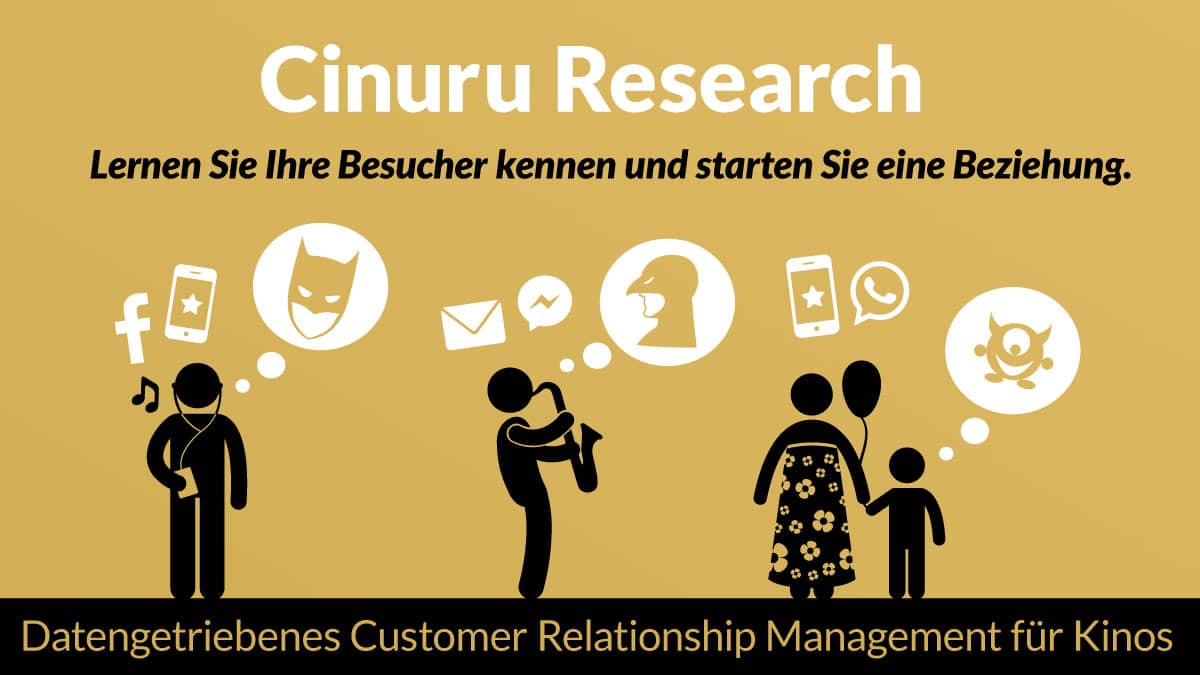 Cinuru Research
Lernen Sie Ihre Besucher kennen und starten Sie eine Beziehung.
Datengetriebenes Customer Relationship Management für Kinos